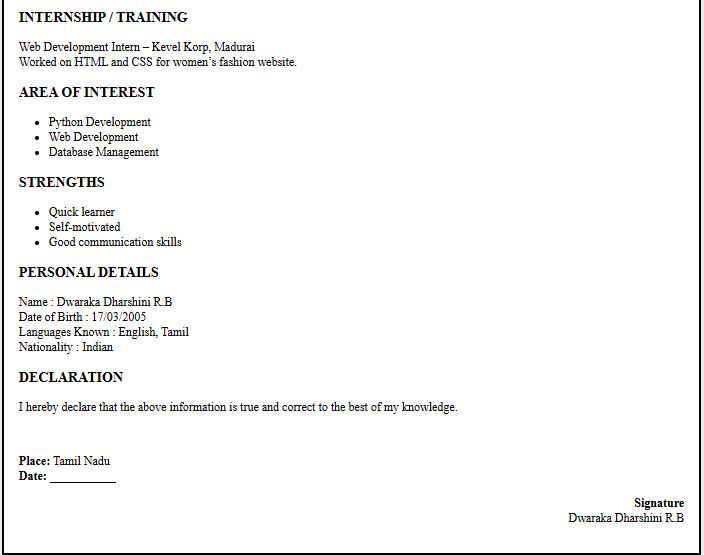 INTERNSHIP / TRAINING
Web Development Intern – Kevel Korp, Madurai
Worked on HTML and CSS for women’s fashion website.
AREA OF INTEREST
• Python Development
• Web Development
• Database Management
STRENGTHS
• Quick learner
• Self-motivated
• Good communication skills
PERSONAL DETAILS
Name : Dwaraka Dharshini R.B
Date of Birth : 17/03/2005
Languages Known : English, Tamil
Nationality : Indian
DECLARATION
I hereby declare that the above information is true and correct to the best of my knowledge.
Place: Tamil Nadu
Date: ___________
Signature
Dwaraka Dharshini R.B